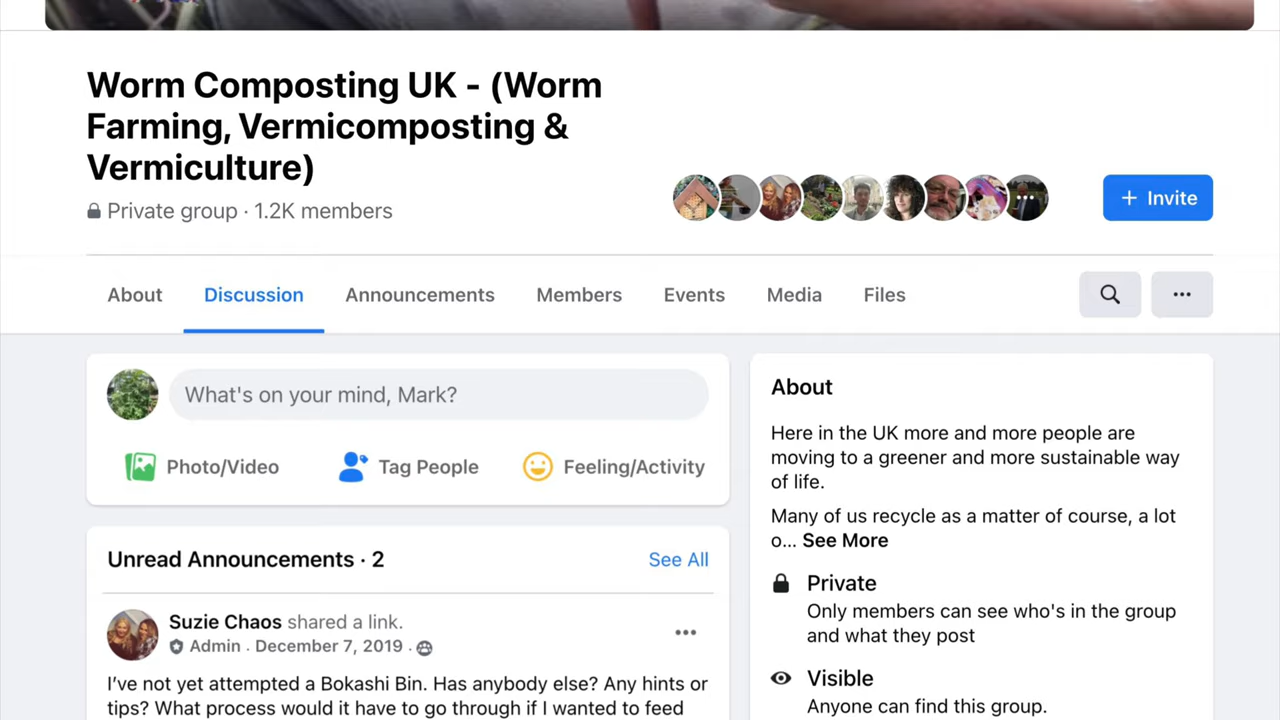 Worm Composting UK - (Worm
Farming, Vermicomposting &
Vermiculture)
Private group · 1.2K members
+ Invite
About
Discussion
Announcements
Members
Events
Media
Files
What's on your mind, Mark?
Photo/Video
Tag People
Feeling/Activity
Unread Announcements · 2
See All
Suzie Chaos shared a link.
Admin · December 7, 2019 ·
I've not yet attempted a Bokashi Bin. Has anybody else? Any hints or
tips? What process would it have to go through if I wanted to feed
About
Here in the UK more and more people are
moving to a greener and more sustainable way
of life.
Many of us recycle as a matter of course, a lot
o... See More
Private
Only members can see who's in the group
and what they post
Visible
Anyone can find this group.